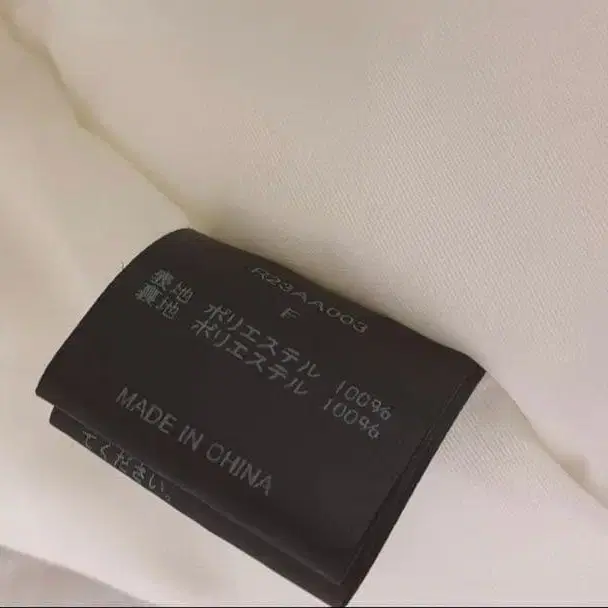 R23AA003
F
表地 ポリエステル 100%
裏地 ポリエステル 100%
MADE IN CHINA
てください。